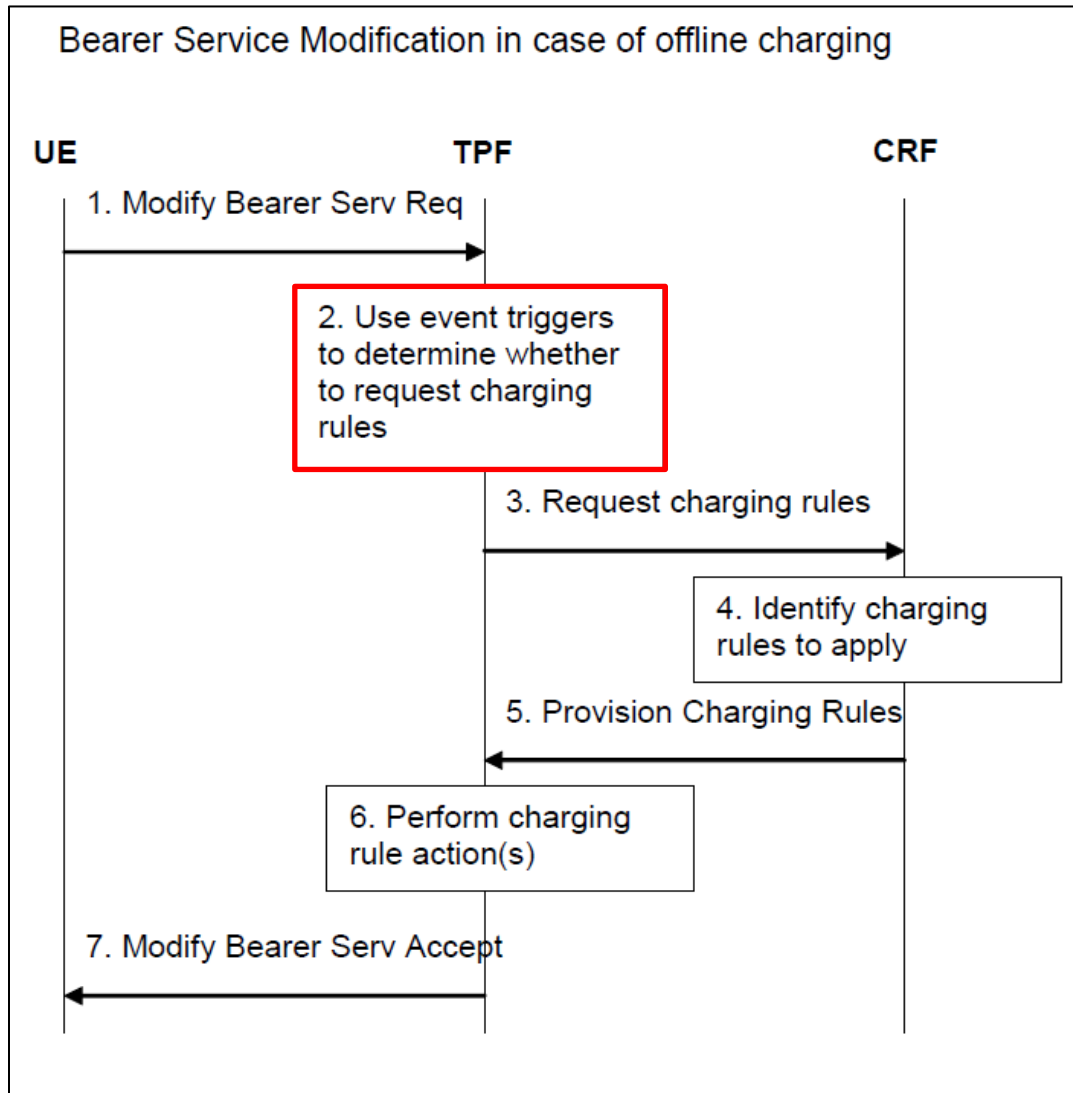 Bearer Service Modification in case of offline charging
UE
TPF
CRF
1. Modify Bearer Serv Req
2. Use event triggers
to determine whether
to request charging
rules
3. Request charging rules
4. Identify charging
rules to apply
5. Provision Charging Rules
6. Perform charging
rule action(s)
7. Modify Bearer Serv Accept